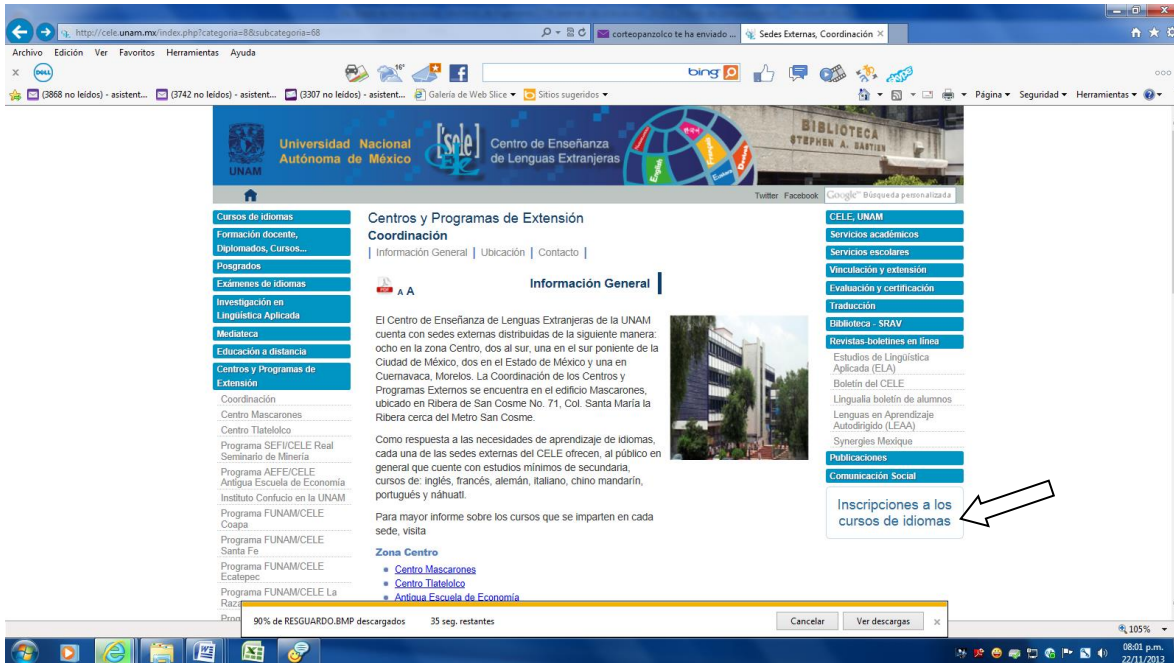 http://cele.unam.mx/index.php?categoria=8&subcategoria=68
corteopanzolco te ha enviado ...
Sedes Externas, Coordinación
Archivo Edición Ver Favoritos Herramientas Ayuda
x DELL
16°
bing
(3868 no leídos) - asistent...
(3742 no leídos) - asistent...
(3307 no leídos) - asistent...
Galería de Web Slice
Sitios sugeridos
Página Seguridad Herramientas
UNAM
Universidad Nacional
Autónoma de México
Centro de Enseñanza
de Lenguas Extranjeras
English
Français
BIBLIOTECA
STEPHEN A. BASTIEN
Twitter Facebook Google™ Búsqueda personalizada
Cursos de idiomas
Formación docente,
Diplomados, Cursos...
Posgrados
Exámenes de idiomas
Investigación en
Lingüística Aplicada
Mediateca
Educación a distancia
Centros y Programas de
Extensión
Coordinación
Centro Mascarones
Centro Tlatelolco
Programa SEFI/CELE Real
Seminario de Minería
Programa AEFE/CELE
Antigua Escuela de Economía
Instituto Confucio en la UNAM
Programa FUNAM/CELE
Coapa
Programa FUNAM/CELE
Santa Fe
Programa FUNAM/CELE
Ecatepec
Programa FUNAM/CELE La
Centros y Programas de Extensión
Coordinación
| Información General | Ubicación | Contacto |
PDF A A
Información General
El Centro de Enseñanza de Lenguas Extranjeras de la UNAM
cuenta con sedes externas distribuidas de la siguiente manera:
ocho en la zona Centro, dos al sur, una en el sur poniente de la
Ciudad de México, dos en el Estado de México y una en
Cuernavaca, Morelos. La Coordinación de los Centros y
Programas Externos se encuentra en el edificio Mascarones,
ubicado en Ribera de San Cosme No. 71, Col. Santa María la
Ribera cerca del Metro San Cosme.
Como respuesta a las necesidades de aprendizaje de idiomas,
cada una de las sedes externas del CELE ofrecen, al público en
general que cuente con estudios mínimos de secundaria,
cursos de: inglés, francés, alemán, italiano, chino mandarín,
portugués y náhuatl.
Para mayor informe sobre los cursos que se imparten en cada
sede, visita
Zona Centro
Centro Mascarones
Centro Tlatelolco
Antigua Escuela de Economía
CELE, UNAM
Servicios académicos
Servicios escolares
Vinculación y extensión
Evaluación y certificación
Traducción
Biblioteca - SRAV
Revistas-boletines en línea
Estudios de Lingüística
Aplicada (ELA)
Boletín del CELE
Lingualia boletín de alumnos
Lenguas en Aprendizaje
Autodirigido (LEAA)
Synergies Mexique
Publicaciones
Comunicación Social
Inscripciones a los
cursos de idiomas
90% de RESGUARDO.BMP descargados 35 seg. restantes Cancelar Ver descargas x
105%
08:01 p.m.
22/11/2013